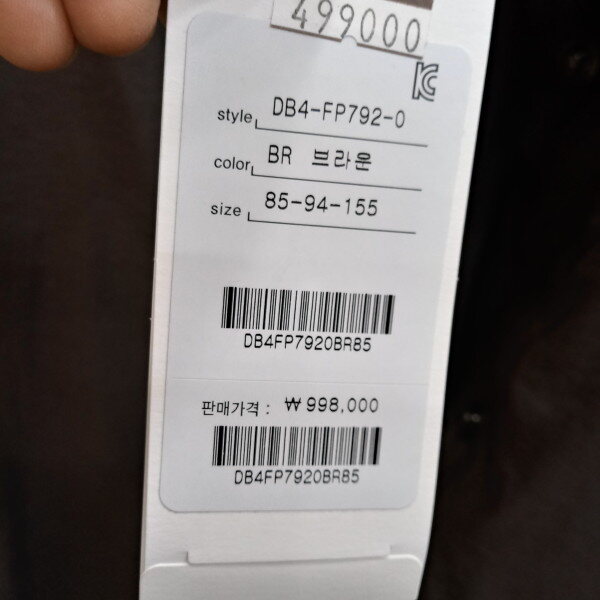 499000
style DB4-FP792-0
color BR 브라운
size 85-94-155
DB4FP7920BR85
판매가격 : ₩998,000
DB4FP7920BR85